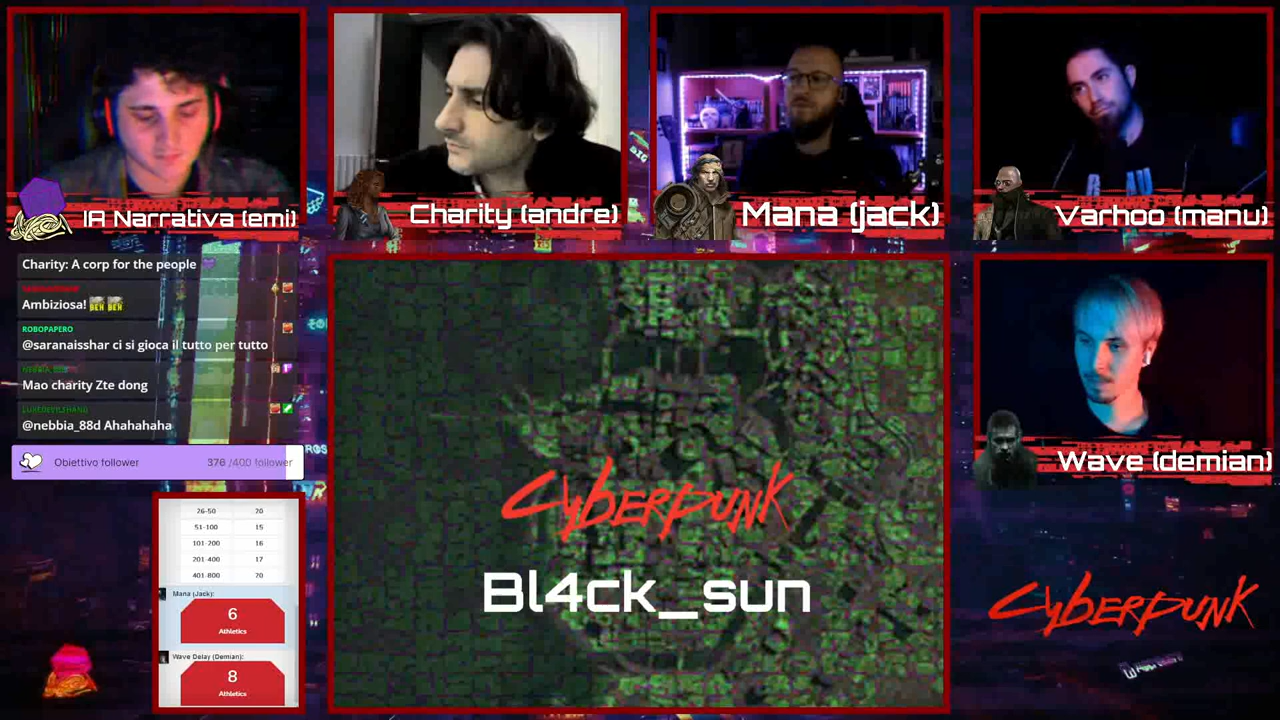 IA Narrativa (emi)
Charity (andre)
Mana (jack)
Varhoo (manu)
Charity: A corp for the people
Ambiziosa!
ROBOPAPERO
@saranaisshar ci si gioca il tutto per tutto
Mao charity Zte dong
@nebbia_88d Ahahahaha
Obiettivo follower 376 /400 follower
Wave (demian)
26-50 20
51-100 15
101-200 16
201-400 17
401-800 70
Mana (Jack):
6
Athletics
Wave Delay (Demian):
8
Athletics
Cyberpunk
Bl4ck_sun
Cyberpunk